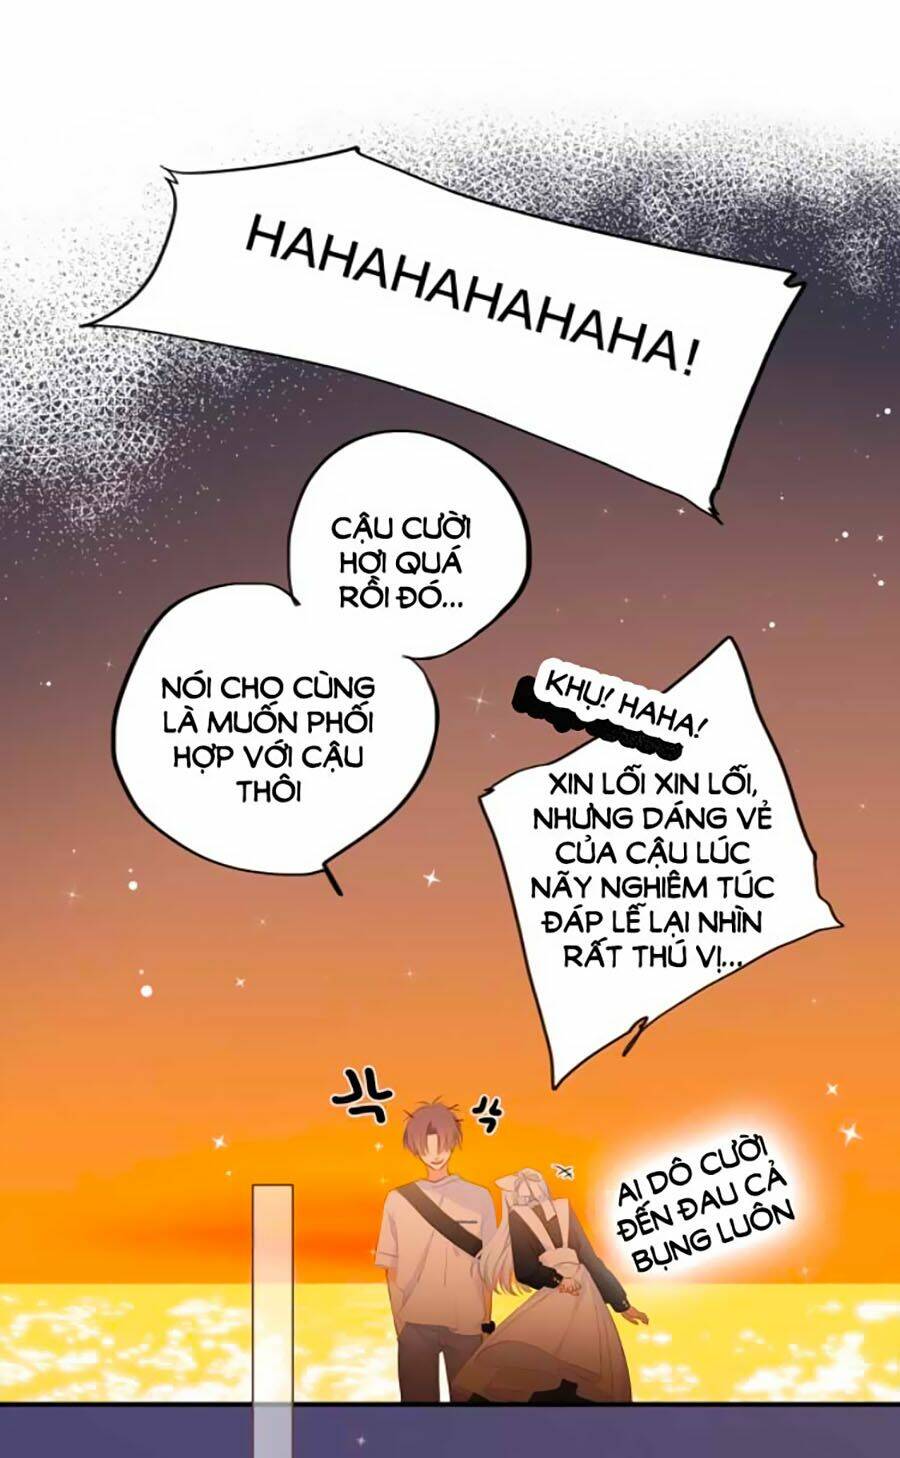 HAHAHAHAHAHA!
CẬU CƯỜI
HƠI QUÁ
RỒI ĐÓ...
NÓI CHO CÙNG
LÀ MUỐN PHỐI
HỢP VỚI CẬU
THÔI
KHỤ! HAHA!
XIN LỖI XIN LỖI,
NHƯNG DÁNG VẺ
CỦA CẬU LÚC
NÃY NGHIÊM TÚC
ĐÁP LỄ LẠI NHÌN
RẤT THÚ VỊ...
AI DÔ CƯỜI
ĐẾN ĐAU CẢ
BỤNG LUÔN